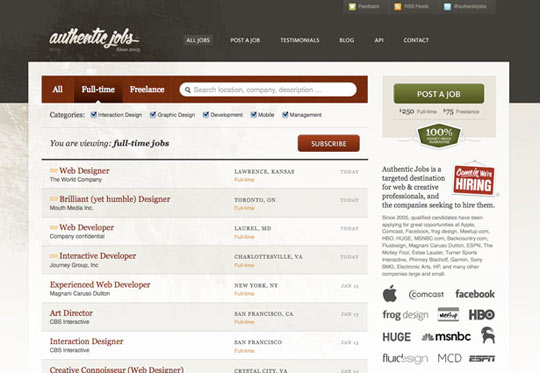 Feedback
RSS Feeds
@authenticjobs
authentic jobs
Since 2005
ALL JOBS
POST A JOB
TESTIMONIALS
BLOG
API
CONTACT
All
Full-time
Freelance
Search location, company, description ...
Categories:
Interaction Design
Graphic Design
Development
Mobile
Management
You are viewing: full-time jobs
SUBSCRIBE
Web Designer
The World Company
LAWRENCE, KANSAS
Full-time
TODAY
Brilliant (yet humble) Designer
Mouth Media Inc.
TORONTO, ON
Full-time
TODAY
Web Developer
Company confidential
LAUREL, MD
Full-time
TODAY
Interactive Developer
Journey Group, Inc
CHARLOTTESVILLE, VA
Full-time
TODAY
Experienced Web Developer
Magnani Caruso Dutton
NEW YORK, NY
Full-time
JAN 13
Art Director
CBS Interactive
SAN FRANCISCO, CA
Full-time
JAN 13
Interaction Designer
CBS Interactive
SAN FRANCISCO
Full-time
JAN 13
Creative Connoisseur (Web Designer)
CRYSTAL CITY, VA
POST A JOB
$250 Full-time $75 Freelance
100%
Authentic Jobs is a
targeted destination
for web & creative
professionals, and
the companies seeking to hire them.
Come in We're
HIRING
Since 2005, qualified candidates have been
applying for great opportunities at Apple,
Comcast, Facebook, frog design, Meetup.com,
HBO, HUGE, MSNBC.com, Backcountry.com,
Fluidesign, Magnani Caruso Dutton, ESPN, The
Motley Fool, Estee Lauder, Turner Sports
Interactive, Phinney Bischoff, Garmin, Sony
BMG, Electronic Arts, HP, and many other
companies large and small.
comcast
facebook
frog design
meetup
HBO
HUGE
msnbc
fluidesign
MCD
ESPN